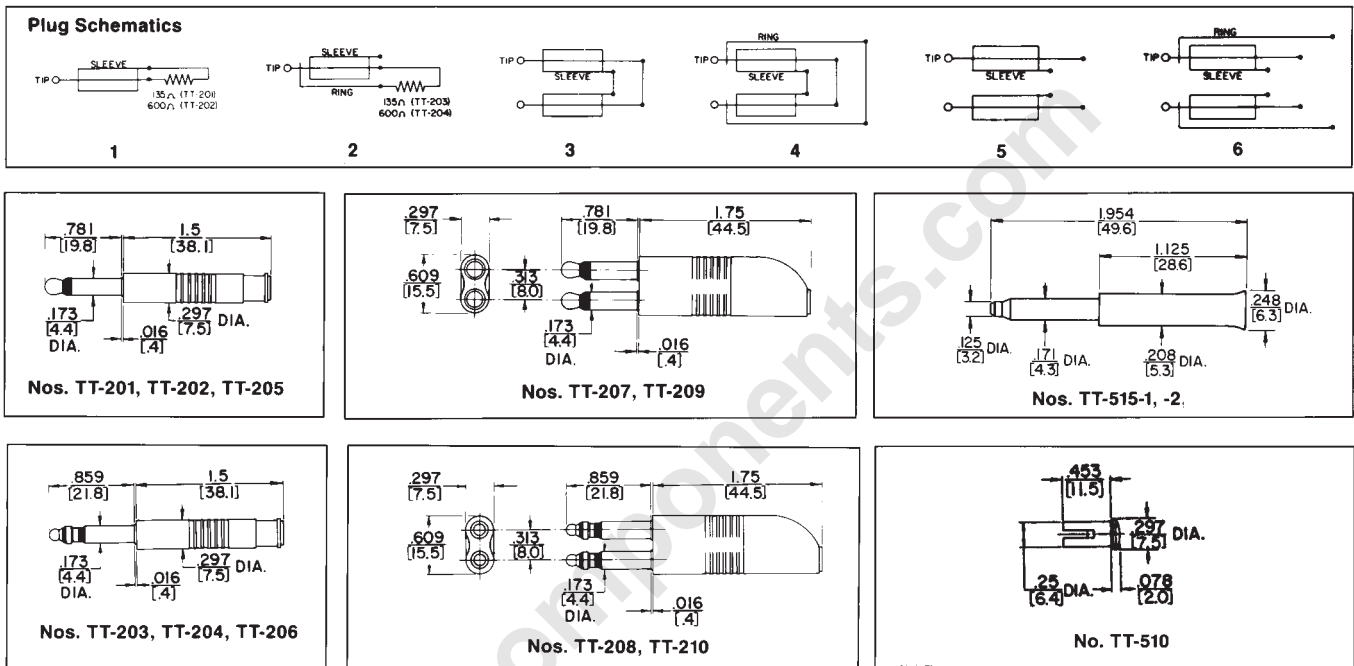 Plug Schematics
SLEEVE
TIP
135Ω (TT-201)
600Ω (TT-202)
1
SLEEVE
TIP
RING
135Ω (TT-203)
600Ω (TT-204)
2
TIP
SLEEVE
3
RING
TIP
SLEEVE
4
TIP
SLEEVE
5
RING
TIP
SLEEVE
6
.781
[19.8]
1.5
[38.1]
.173
[4.4]
DIA.
.016
[.4]
.297
[7.5] DIA.
Nos. TT-201, TT-202, TT-205
.297
[7.5]
.781
[19.8]
1.75
[44.5]
.609
[15.5]
.313
[8.0]
.173
[4.4]
DIA.
.016
[.4]
Nos. TT-207, TT-209
1.954
[49.6]
1.125
[28.6]
.248
[6.3] DIA.
.125
[3.2] DIA.
.171
[4.3] DIA.
.208
[5.3] DIA.
Nos. TT-515-1, -2
.859
[21.8]
1.5
[38.1]
.173
[4.4]
DIA.
.016
[.4]
.297
[7.5] DIA.
Nos. TT-203, TT-204, TT-206
.297
[7.5]
.859
[21.8]
1.75
[44.5]
.609
[15.5]
.313
[8.0]
.173
[4.4]
DIA.
.016
[.4]
Nos. TT-208, TT-210
.453
[11.5]
.297
[7.5] DIA.
.25
[6.4] DIA.
.078
[2.0]
No. TT-510
omponents.com